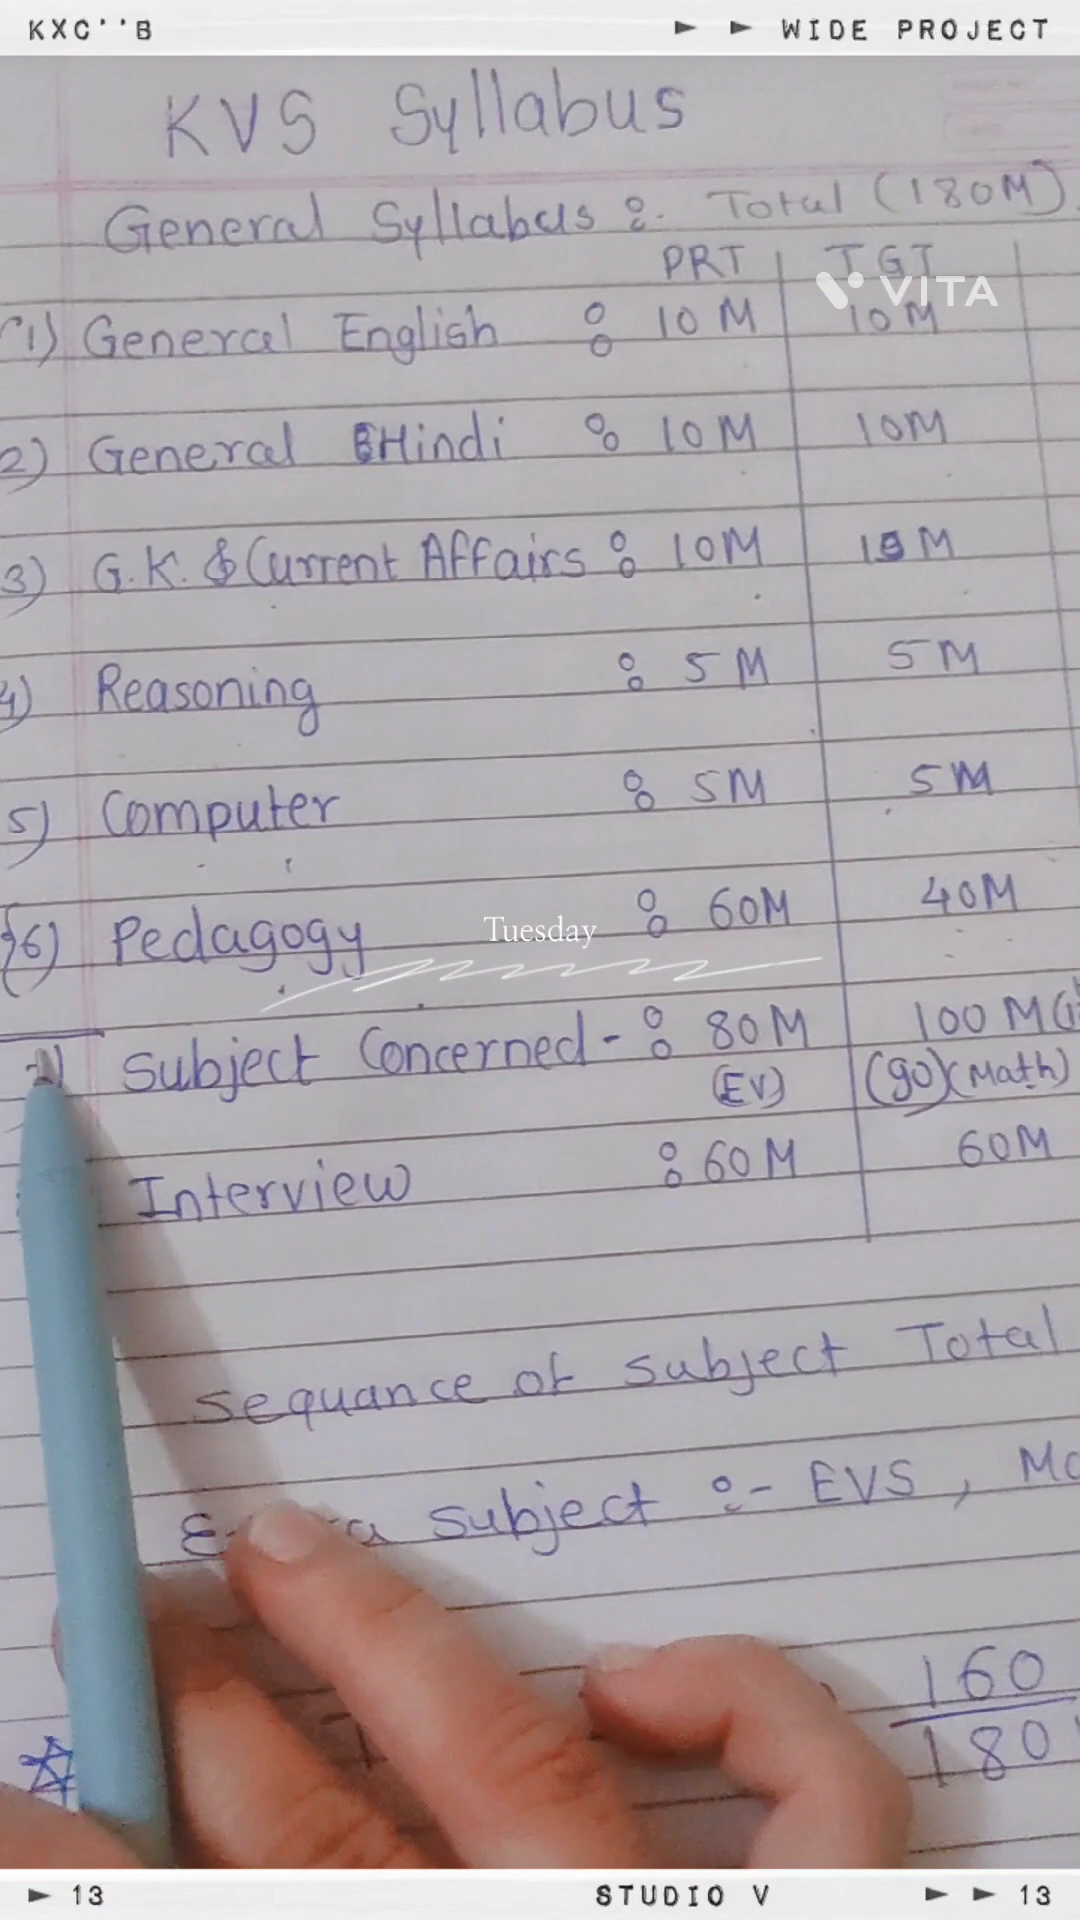 KXC''B ► ► WIDE PROJECT
KVS Syllabus
General Syllabus :- Total (180M)
PRT TGT
VITA
(1) General English : 10 M 10M
2) General Hindi : 10M 10M
3) G.K. & Current Affairs : 10M M
4) Reasoning : 5 M 5M
5) Computer : 5M 5M
6) Pedagogy : 60M 40M
Tuesday
Subject Concerned - : 80M 100 M
(EV) (90) (Math)
Interview : 60M 60M
Sequance of Subject Total
Subject :- EVS,
160
180
► 13 STUDIO V ► ► 13